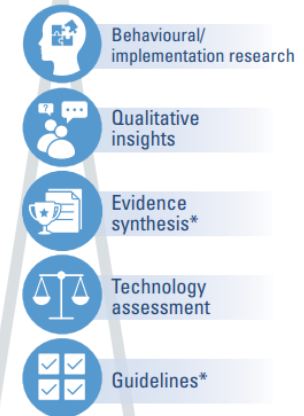 Behavioural/
implementation research
Qualitative
insights
Evidence
synthesis*
Technology
assessment
Guidelines*